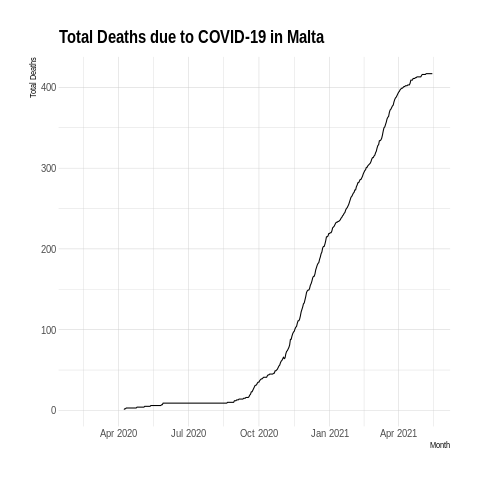 Total Deaths due to COVID-19 in Malta
Total Deaths
400
300
200
100
0
Apr 2020 Jul 2020 Oct 2020 Jan 2021 Apr 2021
Month